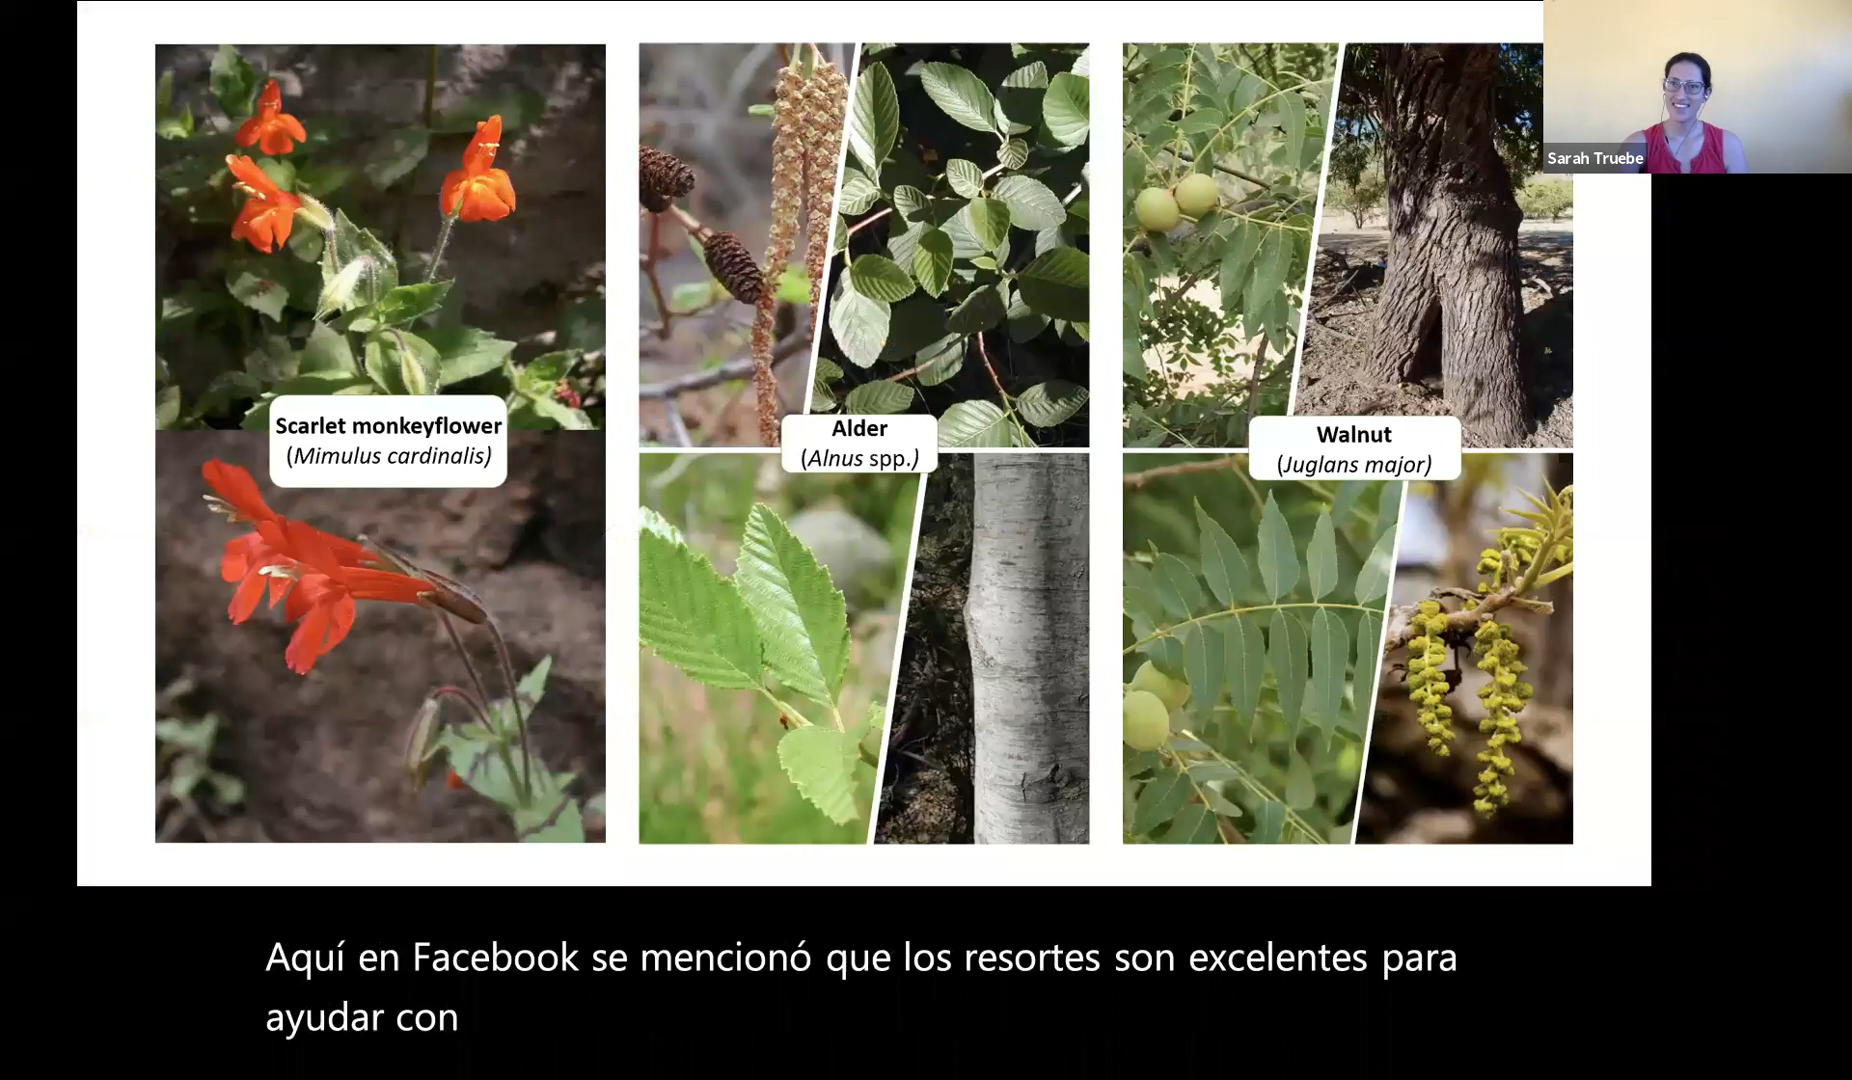 Sarah Truebe
Scarlet monkeyflower
(Mimulus cardinalis)
Alder
(Alnus spp.)
Walnut
(Juglans major)
Aquí en Facebook se mencionó que los resortes son excelentes para
ayudar con